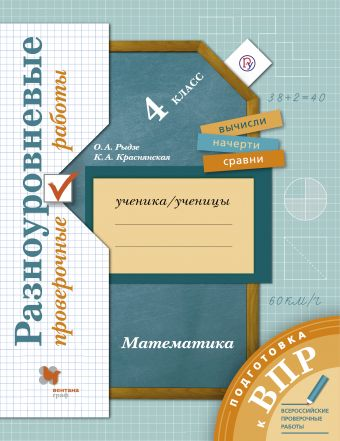 Разноуровневые
проверочные работы
4 КЛАСС
О. А. Рыдзе
К. А. Краснянская
38+2=40
ВЫЧИСЛИ
НАЧЕРТИ
СРАВНИ
ученика/ученицы
60км/г
Математика
ПОДГОТОВКА
К ВПР
ВСЕРОССИЙСКИЕ
ПРОВЕРОЧНЫЕ
РАБОТЫ
вентана
граф